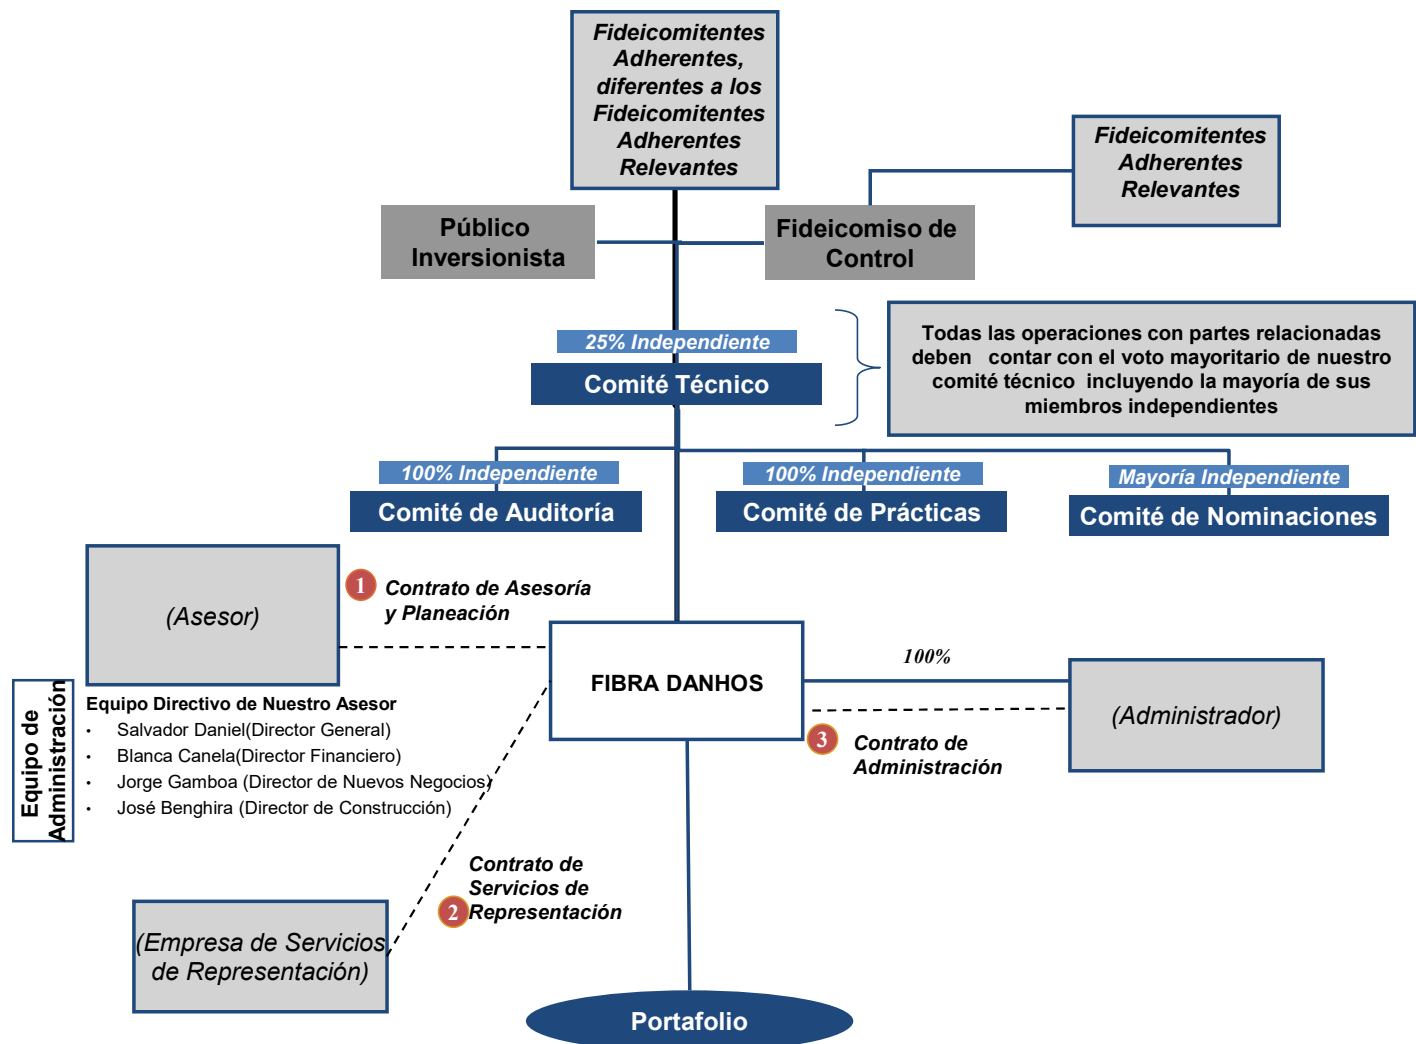 Fideicomitentes
Adherentes,
diferentes a los
Fideicomitentes
Adherentes
Relevantes
Fideicomitentes
Adherentes
Relevantes
Público
Inversionista
Fideicomiso de
Control
25% Independiente
Comité Técnico
Todas las operaciones con partes relacionadas
deben contar con el voto mayoritario de nuestro
comité técnico incluyendo la mayoría de sus
miembros independientes
100% Independiente
Comité de Auditoría
100% Independiente
Comité de Prácticas
Mayoría Independiente
Comité de Nominaciones
(Asesor)
1
Contrato de Asesoría
y Planeación
FIBRA DANHOS
100%
(Administrador)
3
Contrato de
Administración
Equipo de
Administración
Equipo Directivo de Nuestro Asesor
• Salvador Daniel(Director General)
• Blanca Canela(Director Financiero)
• Jorge Gamboa (Director de Nuevos Negocios)
• José Benghira (Director de Construcción)
Contrato de
Servicios de
Representación
2
(Empresa de Servicios
de Representación)
Portafolio